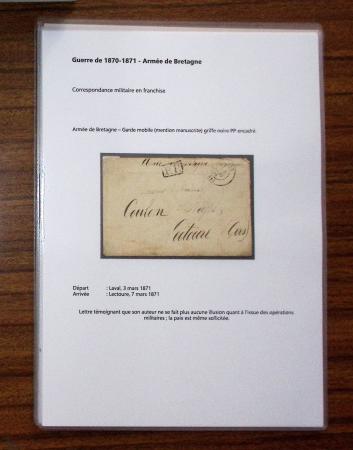 Guerre de 1870-1871 - Armée de Bretagne
Correspondance militaire en franchise
Armée de Bretagne – Garde mobile (mention manuscrite) griffe noire PP encadré.
P.P.
Lectoure (Gers)
Départ : Laval, 3 mars 1871
Arrivée : Lectoure, 7 mars 1871
Lettre témoignant que son auteur ne se fait plus aucune illusion quant à l'issue des opérations
militaires ; la paix est même sollicitée.